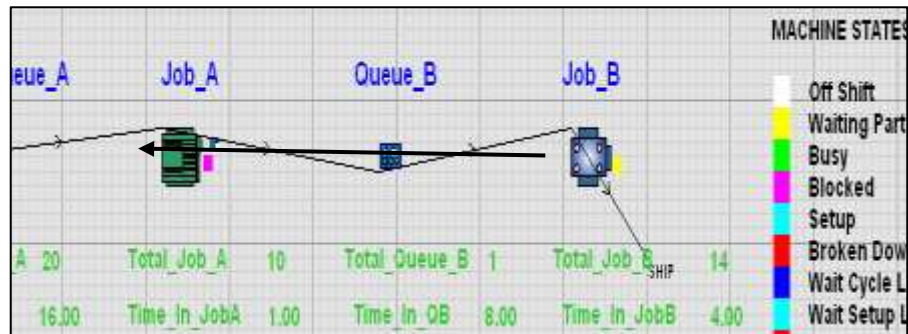 MACHINE STATES
eue_A Job_A Queue_B Job_B
Off Shift
Waiting Part
Busy
Blocked
Setup
Broken Dow
Wait Cycle L
Wait Setup L
A 20 Total_Job_A 10 Total_Queue_B 1 Total_Job_B 14
SHIP
16.00 Time_In_JobA 1.00 Time_In_QB 8.00 Time_In_JobB 4.00